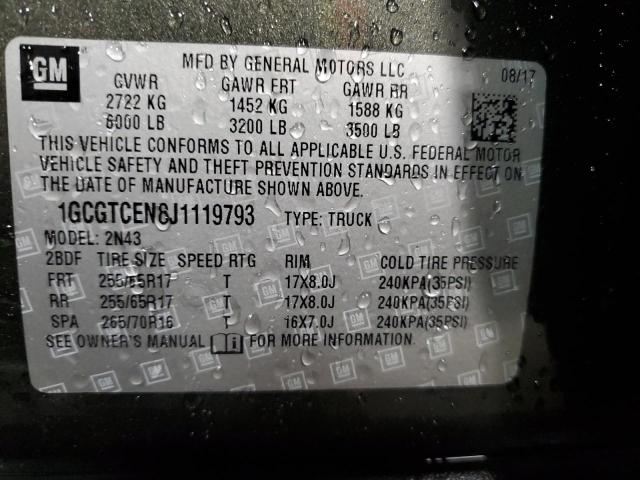 GM
MFD BY GENERAL MOTORS LLC
08/17
GVWR GAWR FRT GAWR RR
2722 KG 1452 KG 1588 KG
6000 LB 3200 LB 3500 LB
THIS VEHICLE CONFORMS TO ALL APPLICABLE U.S. FEDERAL MOTOR
VEHICLE SAFETY AND THEFT PREVENTION STANDARDS IN EFFECT ON
THE DATE OF MANUFACTURE SHOWN ABOVE.
1GCGTCEN8J1119793 TYPE: TRUCK
MODEL: 2N43
2BDF TIRE SIZE SPEED RTG RIM COLD TIRE PRESSURE
FRT 255/65R17 T 17X8.0J 240KPA(35PSI)
RR 255/65R17 T 17X8.0J 240KPA(35PSI)
SPA 265/70R16 T 16X7.0J 240KPA(35PSI)
SEE OWNER'S MANUAL FOR MORE INFORMATION.